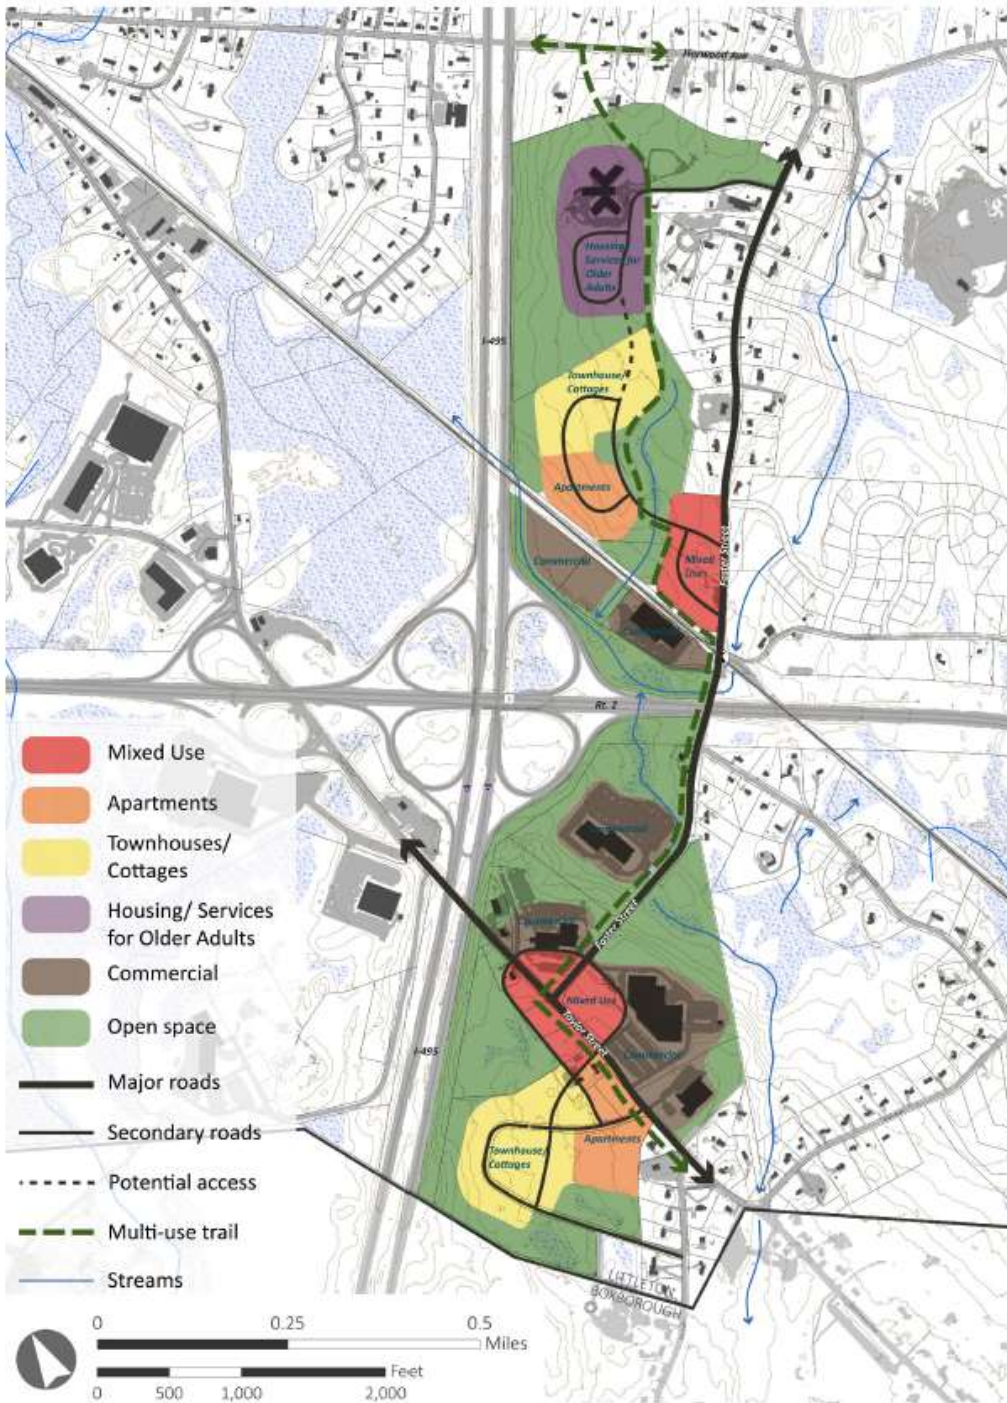 Harwood Ave
Housing/
Services for
Older
Adults
I-495
Townhouse/
Cottages
Apartments
Foster Street
Mixed
Uses
Commercial
Rt. 2
Foster Street
Mixed Use
Taylor Street
Commercial
I-495
Apartments
Townhouse/
Cottages
LITTLETON
BOXBOROUGH
Mixed Use
Apartments
Townhouses/
Cottages
Housing/ Services
for Older Adults
Commercial
Open space
Major roads
Secondary roads
Potential access
Multi-use trail
Streams
0 0.25 0.5
Miles
Feet
0 500 1,000 2,000